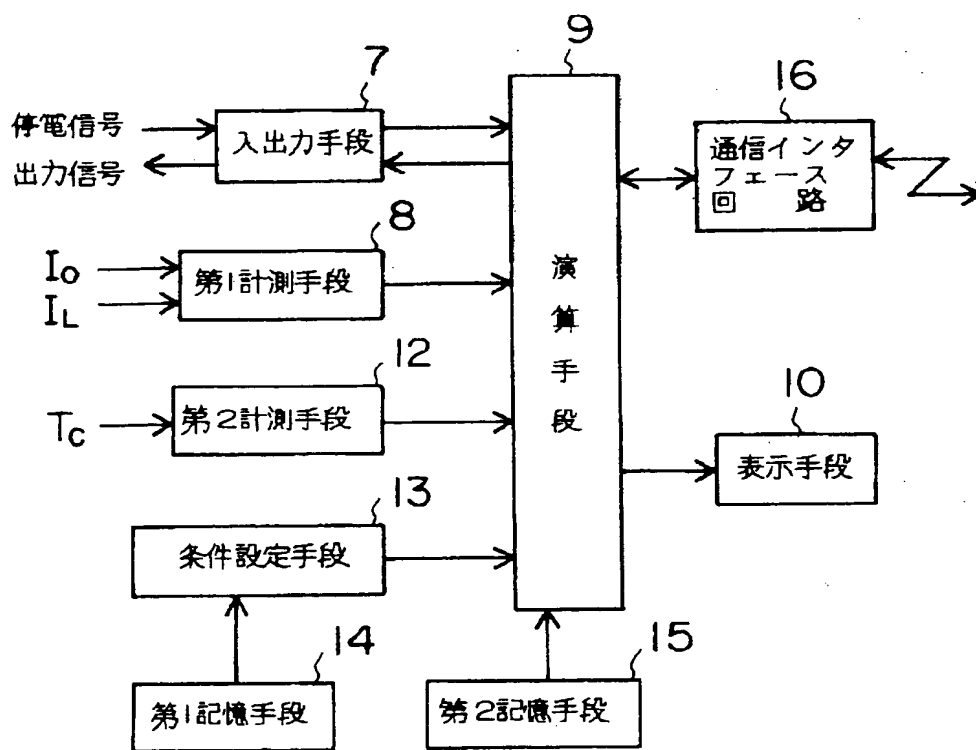 9
7
16
停電信号
出力信号
入出力手段
通信インタ
フェース
回 路
8
I₀
I_L
第1計測手段
演算手段
12
T_C
第2計測手段
10
表示手段
13
条件設定手段
14
第1記憶手段
15
第2記憶手段